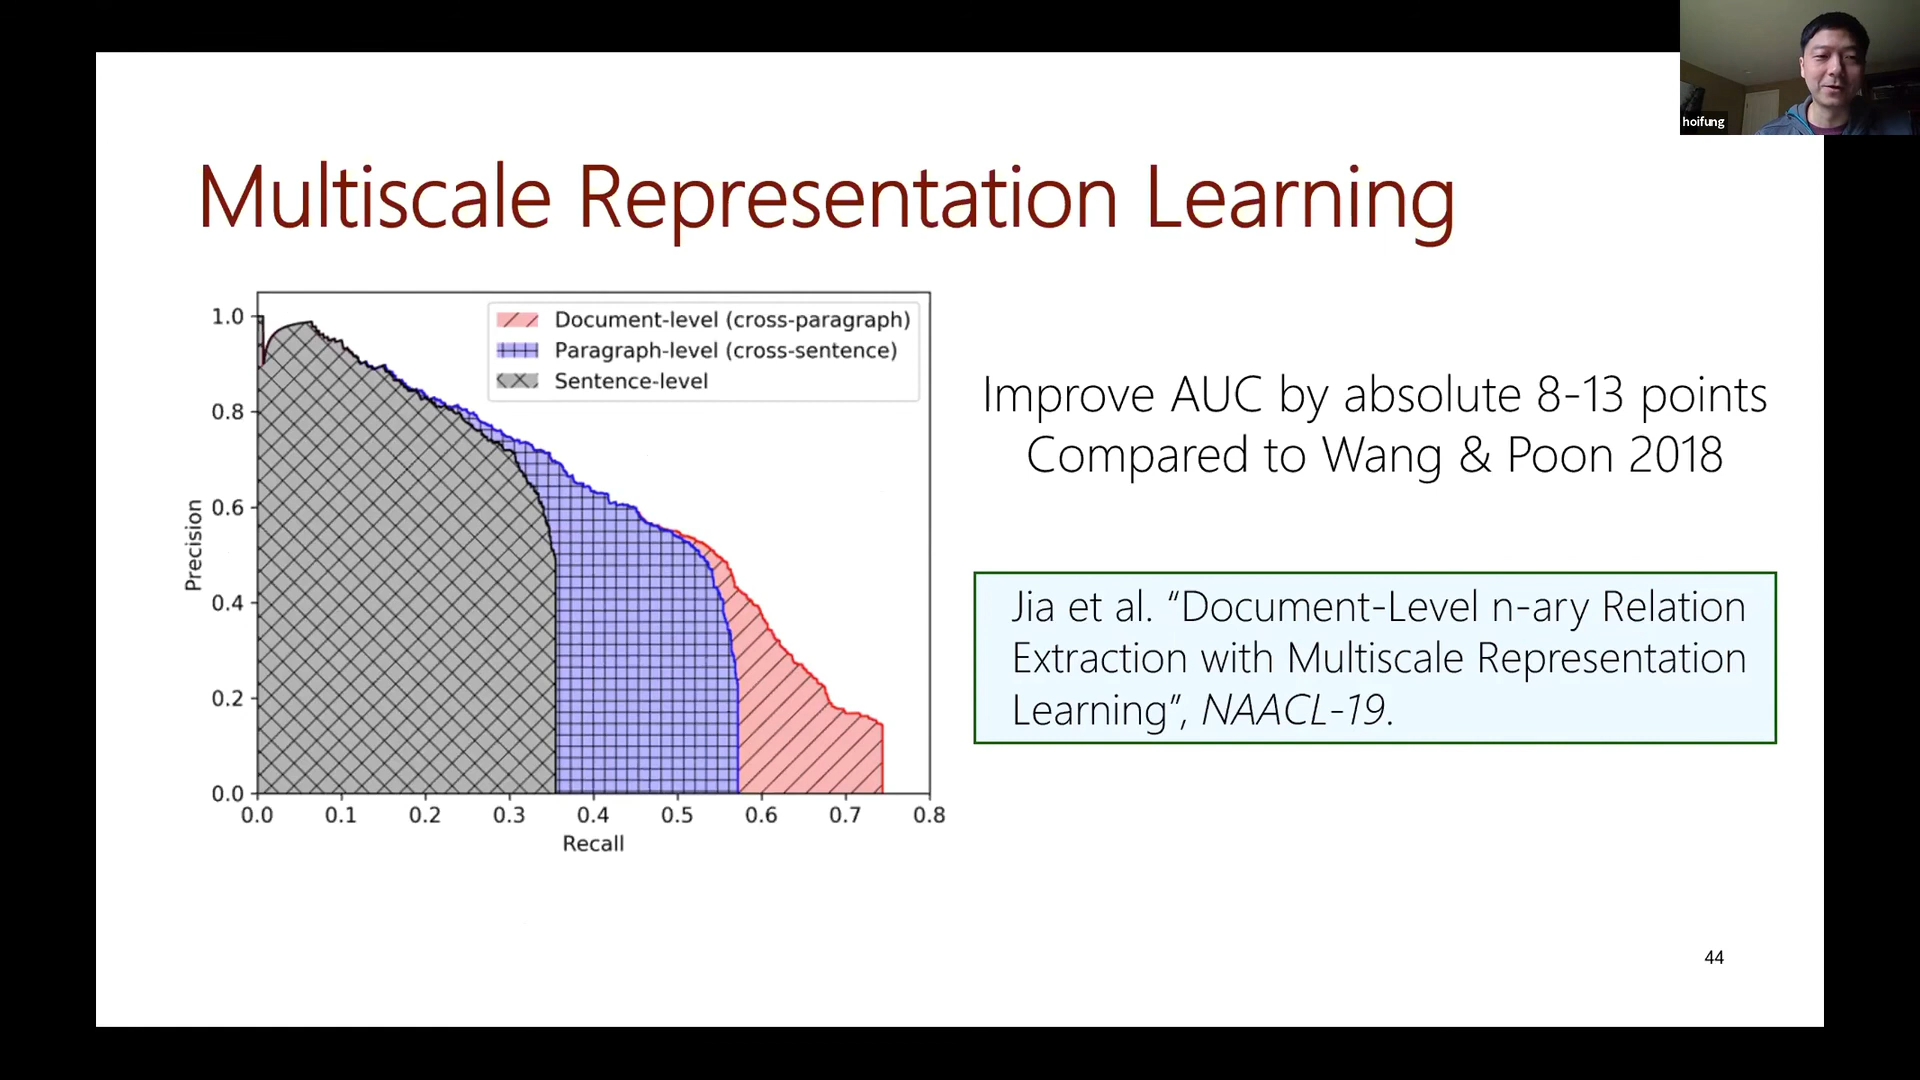 hoifung
Multiscale Representation Learning
Document-level (cross-paragraph)
Paragraph-level (cross-sentence)
Sentence-level
1.0
0.8
0.6
0.4
0.2
0.0
Precision
0.0 0.1 0.2 0.3 0.4 0.5 0.6 0.7 0.8
Recall
Improve AUC by absolute 8-13 points
Compared to Wang & Poon 2018
Jia et al. “Document-Level n-ary Relation
Extraction with Multiscale Representation
Learning”, NAACL-19.
44